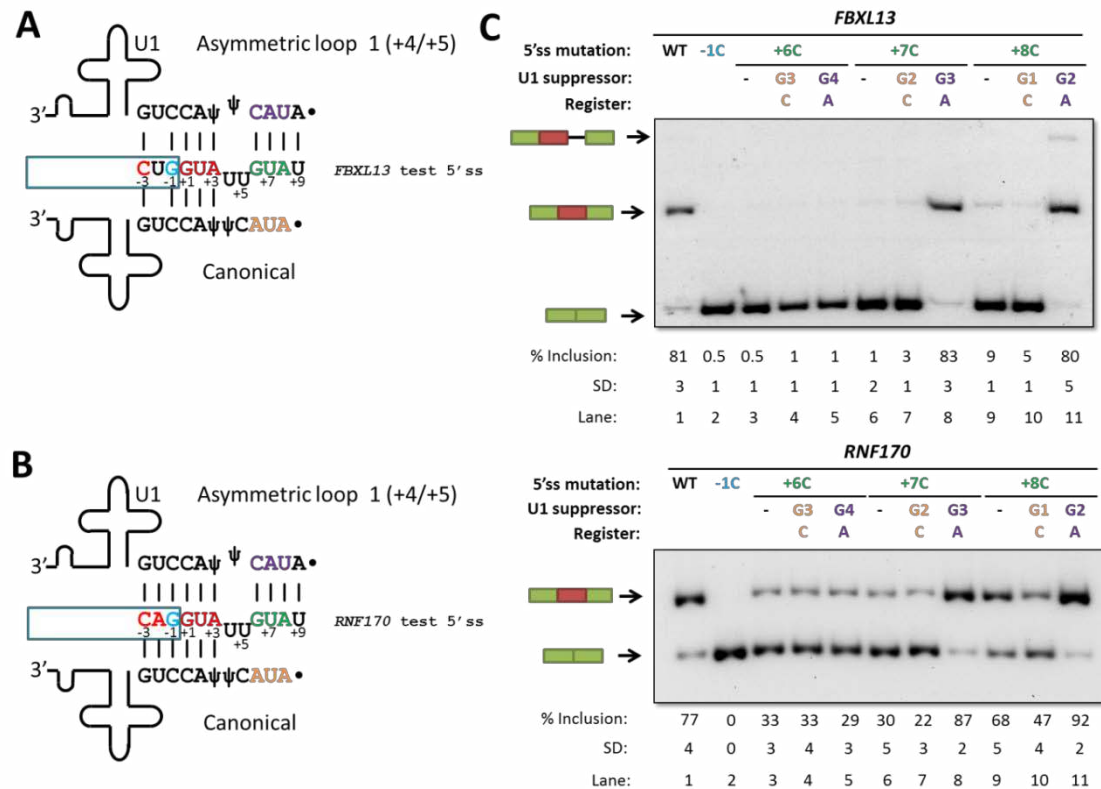 A
U1
Asymmetric loop 1 (+4/+5)
ψ
3'
GUCCAψ CAUA•
CUGGUA GUAU
UU
-3 -1 +1 +3 +5 +7 +9
FBXL13 test 5'ss
3'
GUCCAψψCAUA•
Canonical
B
U1
Asymmetric loop 1 (+4/+5)
ψ
3'
GUCCAψ CAUA•
CAGGUA GUAU
UU
-3 -1 +1 +3 +5 +7 +9
RNF170 test 5'ss
3'
GUCCAψψCAUA•
Canonical
C
FBXL13
5'ss mutation: WT -1C +6C +7C +8C
U1 suppressor: - G3 G4 - G2 G3 - G1 G2
Register: C A C A C A
% Inclusion: 81 0.5 0.5 1 1 1 3 83 9 5 80
SD: 3 1 1 1 1 2 1 3 1 1 5
Lane: 1 2 3 4 5 6 7 8 9 10 11
RNF170
5'ss mutation: WT -1C +6C +7C +8C
U1 suppressor: - G3 G4 - G2 G3 - G1 G2
Register: C A C A C A
% Inclusion: 77 0 33 33 29 30 22 87 68 47 92
SD: 4 0 3 4 3 5 3 2 5 4 2
Lane: 1 2 3 4 5 6 7 8 9 10 11